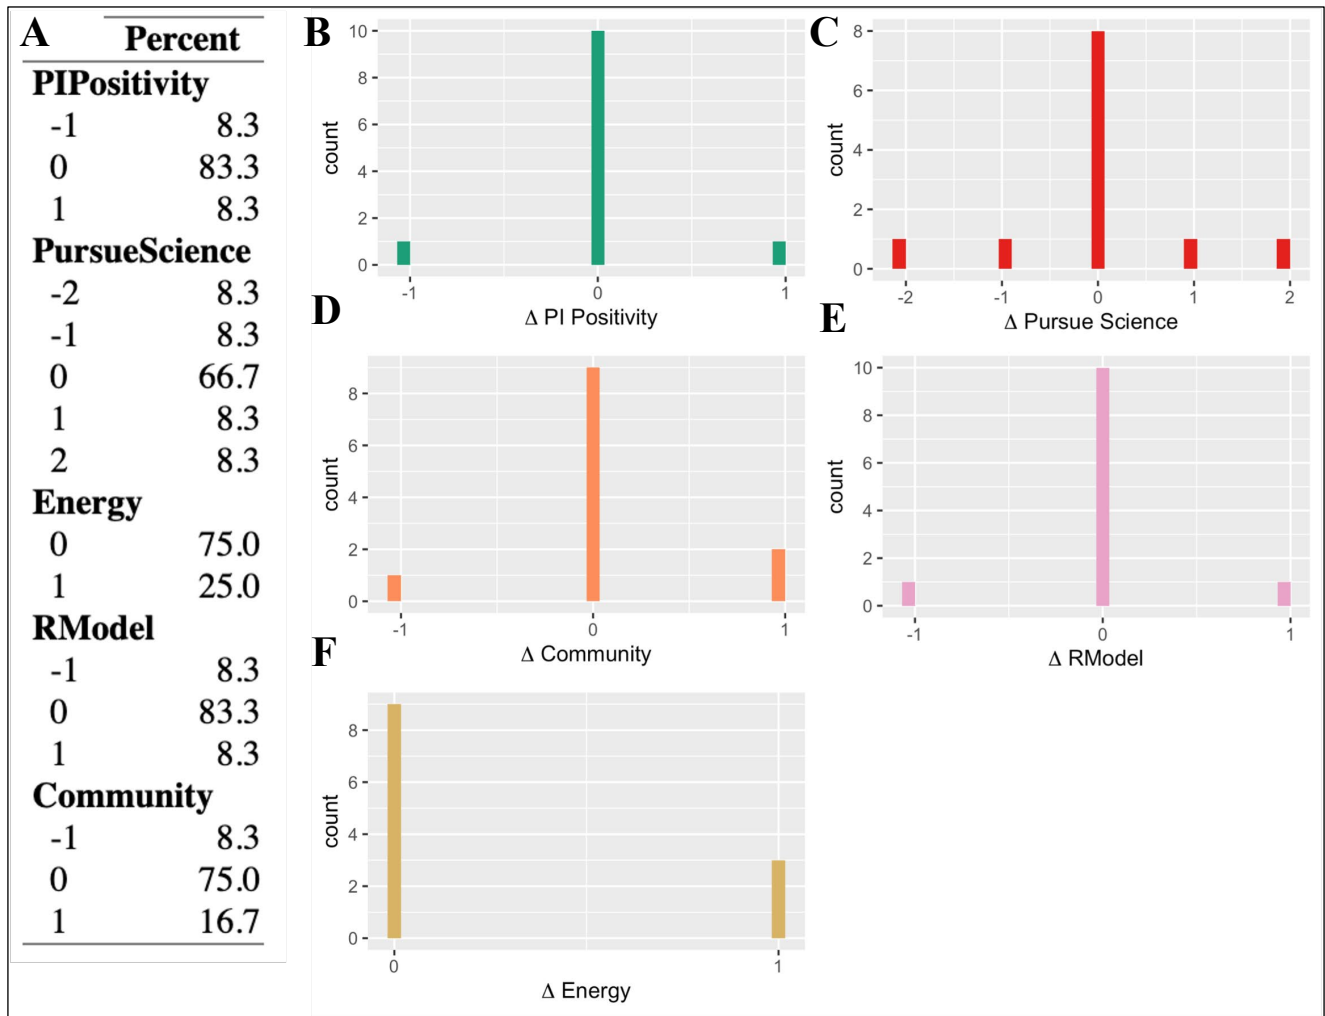 A
Percent
PIPositivity
-1 8.3
0 83.3
1 8.3
PursueScience
-2 8.3
-1 8.3
0 66.7
1 8.3
2 8.3
Energy
0 75.0
1 25.0
RModel
-1 8.3
0 83.3
1 8.3
Community
-1 8.3
0 75.0
1 16.7
B
count
10
8
6
4
2
0
-1 0 1
Δ PI Positivity
C
count
8
6
4
2
0
-2 -1 0 1 2
Δ Pursue Science
D
count
8
6
4
2
0
-1 0 1
Δ Community
E
count
10
8
6
4
2
0
-1 0 1
Δ RModel
F
count
8
6
4
2
0
0 1
Δ Energy